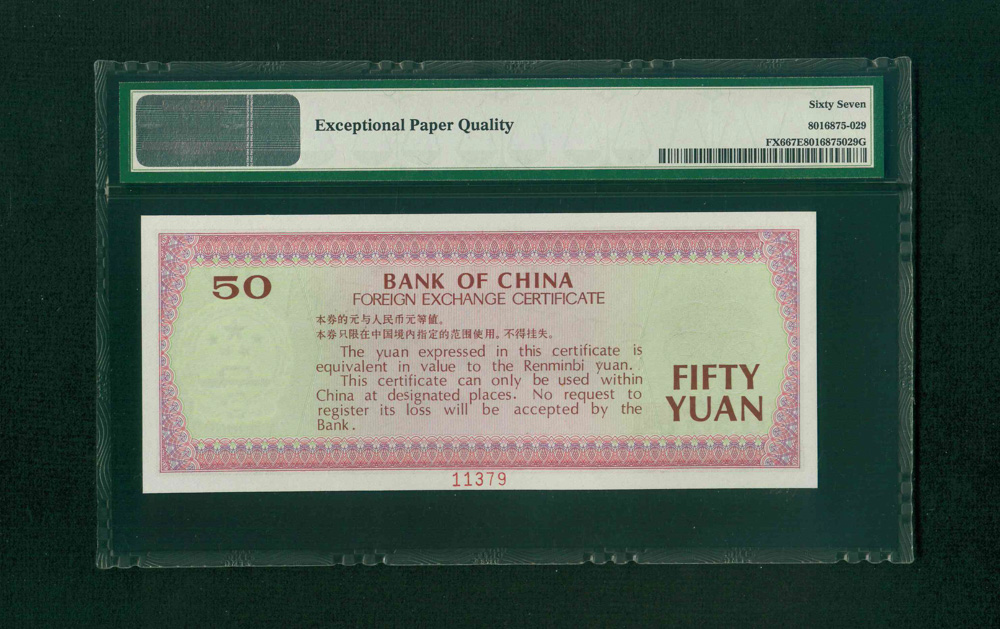 Exceptional Paper Quality
Sixty Seven
8016875-029
FX667E8016875029G
50
BANK OF CHINA
FOREIGN EXCHANGE CERTIFICATE
本券的元与人民币元等值。
本券只限在中国境内指定的范围使用。不得挂失。
The yuan expressed in this certificate is
equivalent in value to the Renminbi yuan.
This certificate can only be used within
China at designated places. No request to
register its loss will be accepted by the
Bank.
FIFTY
YUAN
11379